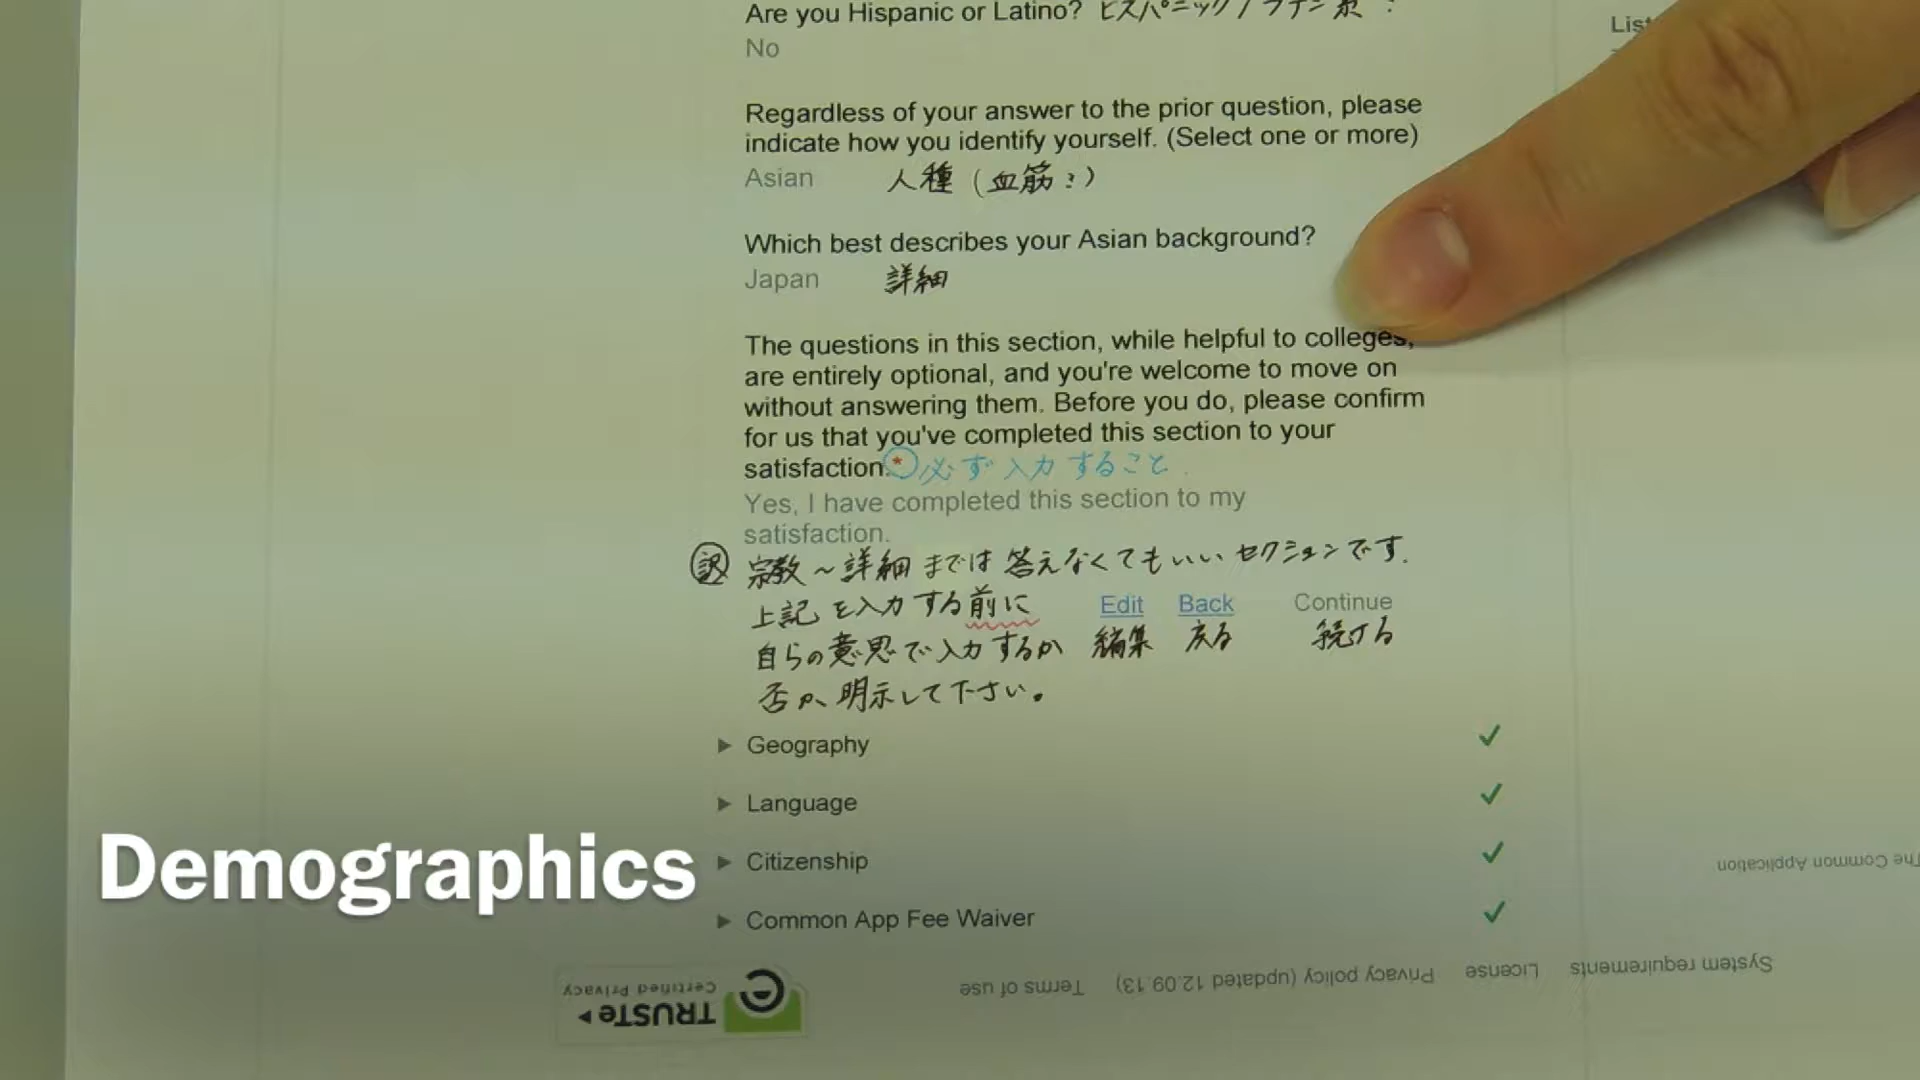 Are you Hispanic or Latino? ヒスパニック/ラテン系?
No
List
Regardless of your answer to the prior question, please
indicate how you identify yourself. (Select one or more)
Asian 人種 (血筋?)
Which best describes your Asian background?
Japan 詳細
The questions in this section, while helpful to colleges,
are entirely optional, and you're welcome to move on
without answering them. Before you do, please confirm
for us that you've completed this section to your
satisfaction.* 必ず入力すること.
Yes, I have completed this section to my
satisfaction.
訳 宗教~詳細までは答えなくてもいいセクションです.
上記を入力する前に Edit Back Continue
自らの意思で入力するか 編集 戻る 続ける
否か、明示して下さい。
Geography
Language
Citizenship
Common App Fee Waiver
Demographics
The Common Application
System requirements License Privacy policy (updated 12.09.13) Terms of use
TRUSTe
Certified Privacy